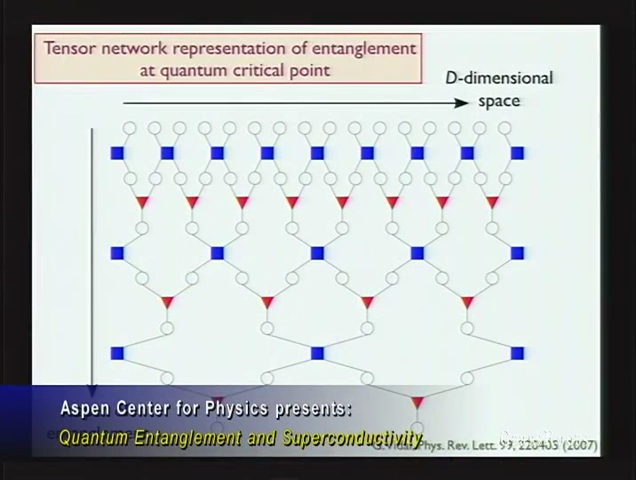 Tensor network representation of entanglement
at quantum critical point
D-dimensional
space
Aspen Center for Physics presents:
Quantum Entanglement and Superconductivity
G. Vidal, Phys. Rev. Lett. 99, 220405 (2007)